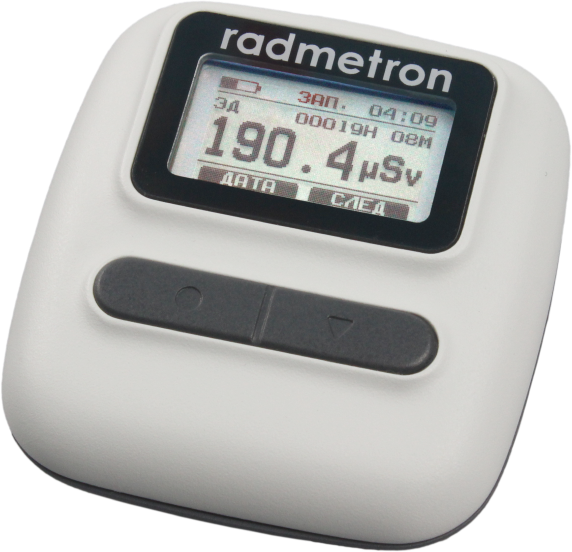 radmetron
ЗАП. 04:09
ЭД 00019H 08M
190.4µSv
ДАТА СЛЕД